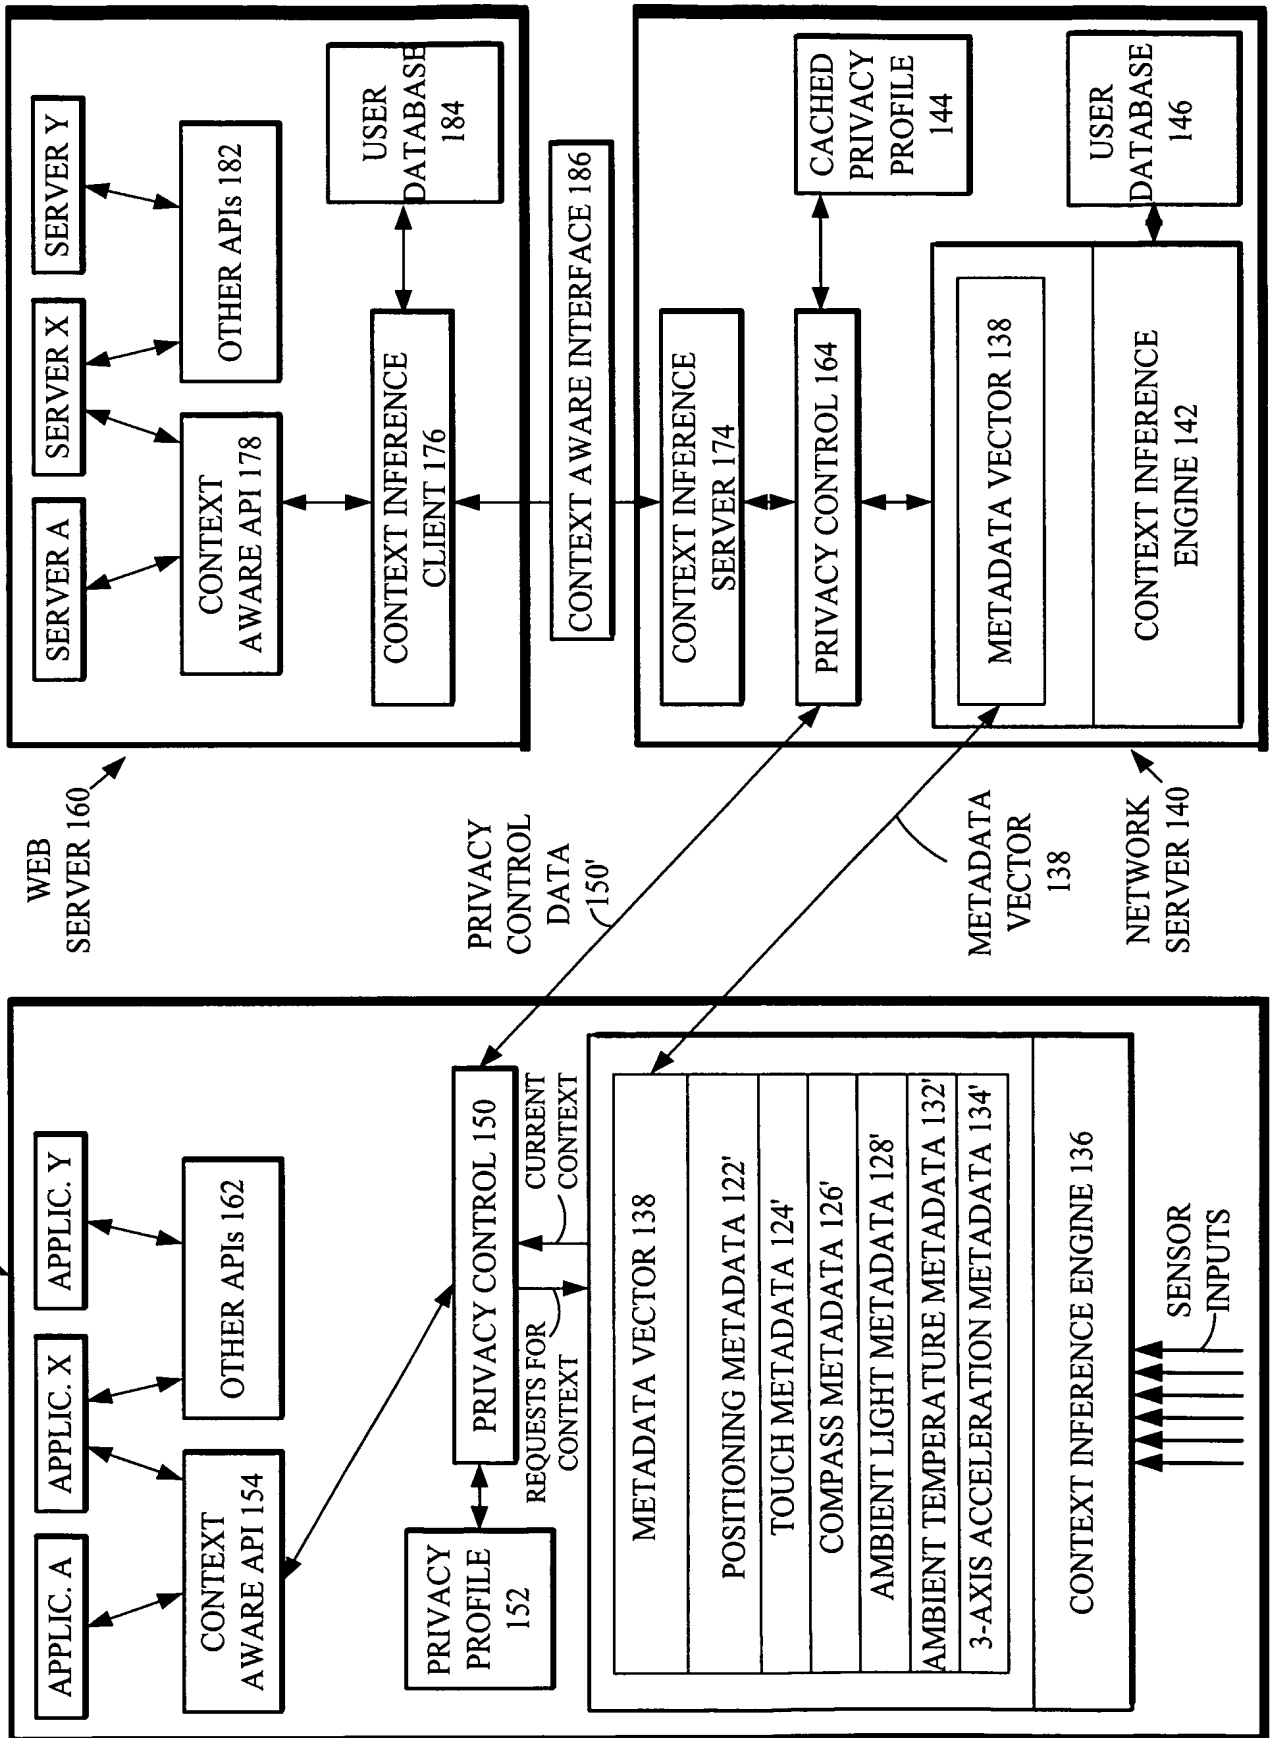 APPLIC. A
APPLIC. X
APPLIC. Y
CONTEXT
AWARE API 154
OTHER APIs 162
PRIVACY
PROFILE
152
PRIVACY CONTROL 150
REQUESTS FOR
CONTEXT
CURRENT
CONTEXT
METADATA VECTOR 138
POSITIONING METADATA 122'
TOUCH METADATA 124'
COMPASS METADATA 126'
AMBIENT LIGHT METADATA 128'
AMBIENT TEMPERATURE METADATA 132'
3-AXIS ACCELERATION METADATA 134'
CONTEXT INFERENCE ENGINE 136
SENSOR
INPUTS
WEB
SERVER 160
PRIVACY
CONTROL
DATA
150'
METADATA
VECTOR
138
NETWORK
SERVER 140
SERVER A
SERVER X
SERVER Y
CONTEXT
AWARE API 178
OTHER APIs 182
CONTEXT INFERENCE
CLIENT 176
USER
DATABASE
184
CONTEXT AWARE INTERFACE 186
CONTEXT INFERENCE
SERVER 174
PRIVACY CONTROL 164
CACHED
PRIVACY
PROFILE
144
METADATA VECTOR 138
CONTEXT INFERENCE
ENGINE 142
USER
DATABASE
146